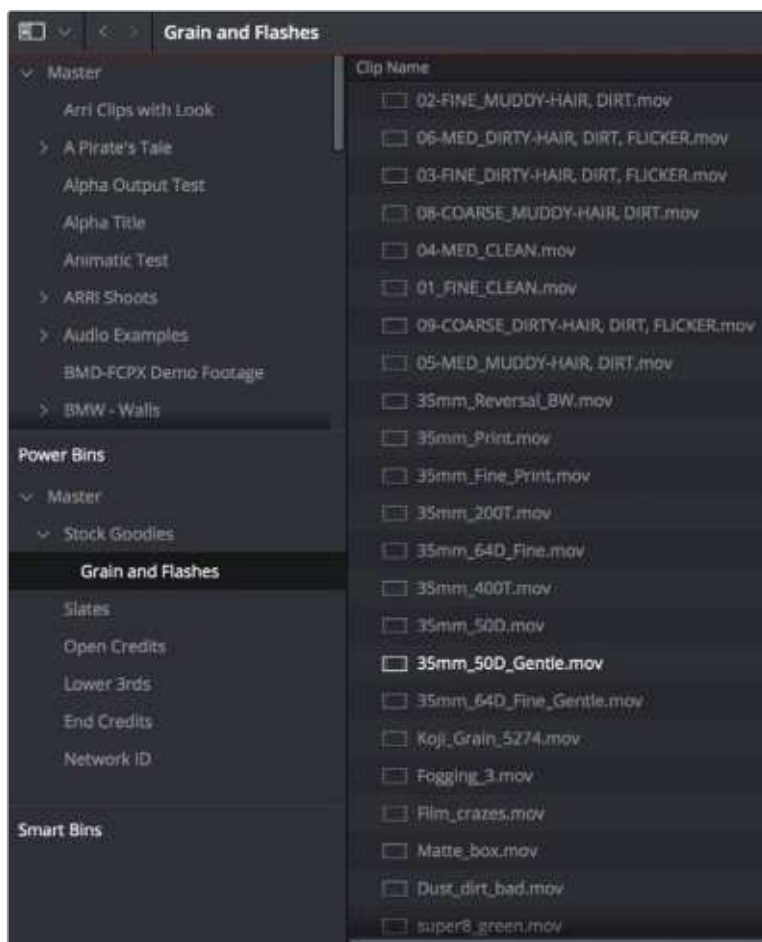 Grain and Flashes
Master
Arri Clips with Look
A Pirate's Tale
Alpha Output Test
Alpha Title
Animatic Test
ARRI Shoots
Audio Examples
BMD-FCPX Demo Footage
BMW - Walls
Power Bins
Master
Stock Goodies
Grain and Flashes
Slates
Open Credits
Lower 3rds
End Credits
Network ID
Smart Bins
Clip Name
02-FINE_MUDDY-HAIR, DIRT.mov
06-MED_DIRTY-HAIR, DIRT, FLICKER.mov
03-FINE_DIRTY-HAIR, DIRT, FLICKER.mov
08-COARSE_MUDDY-HAIR, DIRT.mov
04-MED_CLEAN.mov
01_FINE_CLEAN.mov
09-COARSE_DIRTY-HAIR, DIRT, FLICKER.mov
05-MED_MUDDY-HAIR, DIRT.mov
35mm_Reversal_BW.mov
35mm_Print.mov
35mm_Fine_Print.mov
35mm_200T.mov
35mm_64D_Fine.mov
35mm_400T.mov
35mm_50D.mov
35mm_50D_Gentle.mov
35mm_64D_Fine_Gentle.mov
Koji_Grain_5274.mov
Fogging_3.mov
Film_crazes.mov
Matte_box.mov
Dust_dirt_bad.mov
super8_green.mov